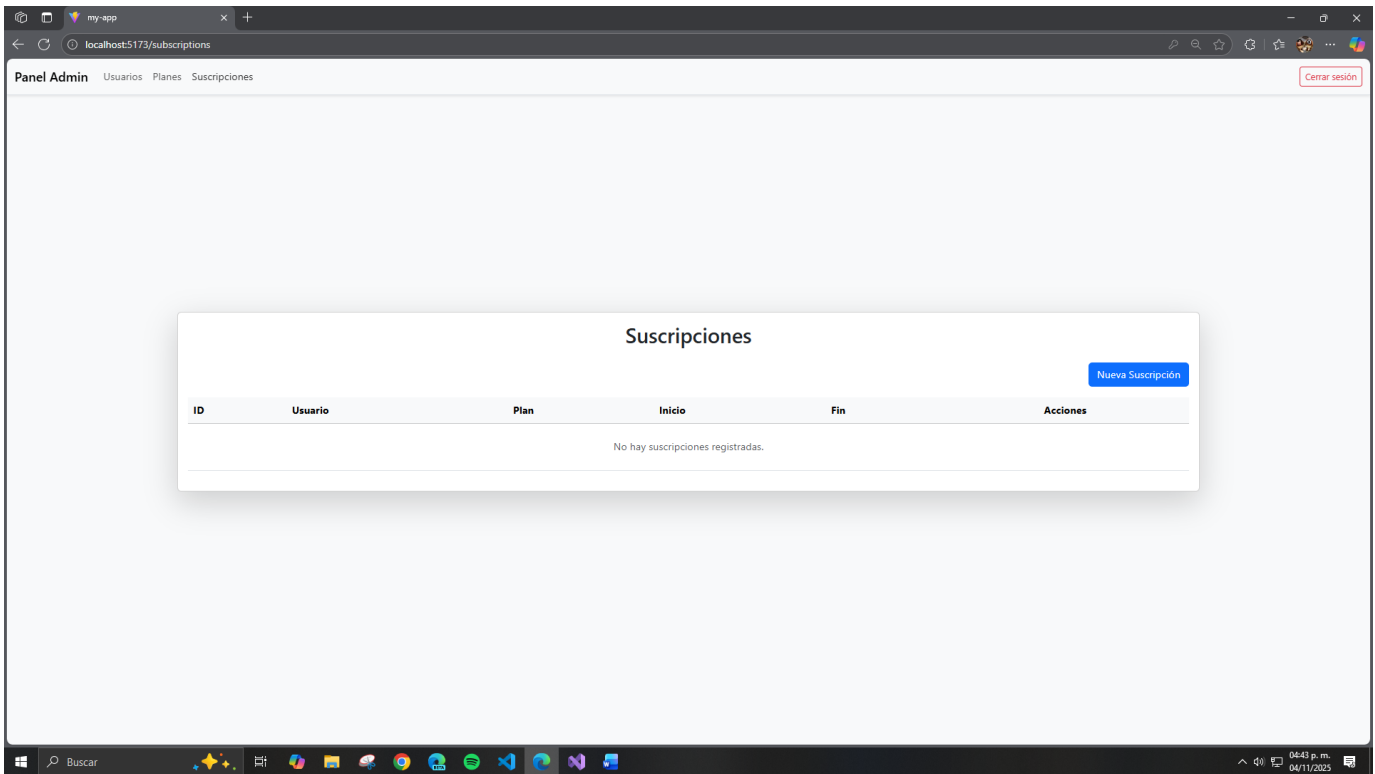 my-app
localhost:5173/subscriptions
Panel Admin Usuarios Planes Suscripciones Cerrar sesión
Suscripciones
Nueva Suscripción
ID Usuario Plan Inicio Fin Acciones
No hay suscripciones registradas.
Buscar 04:43 p. m.
04/11/2025